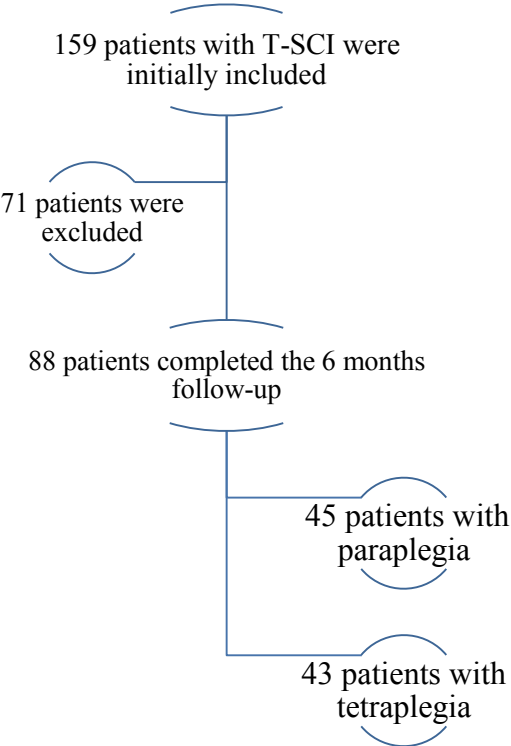 159 patients with T-SCI were
initially included
71 patients were
excluded
88 patients completed the 6 months
follow-up
45 patients with
paraplegia
43 patients with
tetraplegia